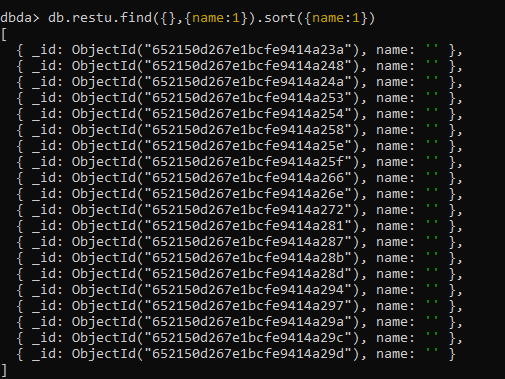 dbda> db.restu.find({},{name:1}).sort({name:1})
[
  { _id: ObjectId("652150d267e1bcfe9414a23a"), name: '' },
  { _id: ObjectId("652150d267e1bcfe9414a248"), name: '' },
  { _id: ObjectId("652150d267e1bcfe9414a24a"), name: '' },
  { _id: ObjectId("652150d267e1bcfe9414a253"), name: '' },
  { _id: ObjectId("652150d267e1bcfe9414a254"), name: '' },
  { _id: ObjectId("652150d267e1bcfe9414a258"), name: '' },
  { _id: ObjectId("652150d267e1bcfe9414a25e"), name: '' },
  { _id: ObjectId("652150d267e1bcfe9414a25f"), name: '' },
  { _id: ObjectId("652150d267e1bcfe9414a266"), name: '' },
  { _id: ObjectId("652150d267e1bcfe9414a26e"), name: '' },
  { _id: ObjectId("652150d267e1bcfe9414a272"), name: '' },
  { _id: ObjectId("652150d267e1bcfe9414a281"), name: '' },
  { _id: ObjectId("652150d267e1bcfe9414a287"), name: '' },
  { _id: ObjectId("652150d267e1bcfe9414a28b"), name: '' },
  { _id: ObjectId("652150d267e1bcfe9414a28d"), name: '' },
  { _id: ObjectId("652150d267e1bcfe9414a294"), name: '' },
  { _id: ObjectId("652150d267e1bcfe9414a297"), name: '' },
  { _id: ObjectId("652150d267e1bcfe9414a29a"), name: '' },
  { _id: ObjectId("652150d267e1bcfe9414a29c"), name: '' },
  { _id: ObjectId("652150d267e1bcfe9414a29d"), name: '' }
]